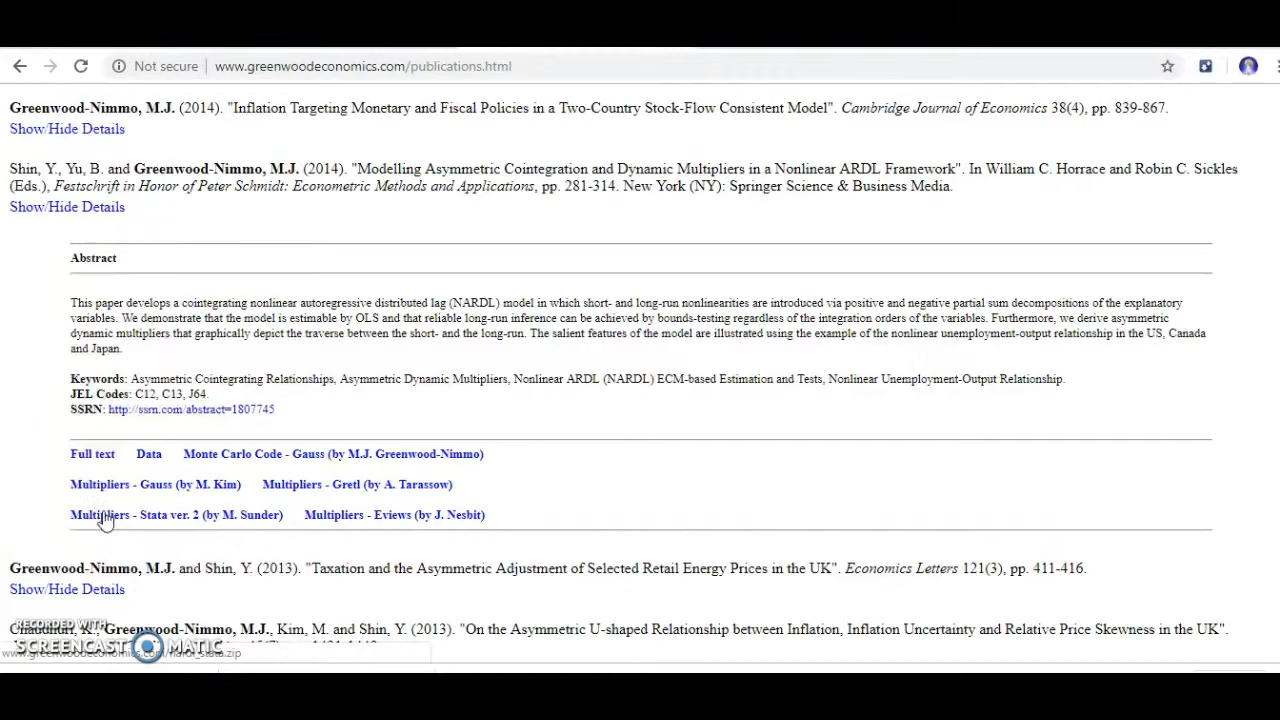 Not secure www.greenwoodeconomics.com/publications.html
Greenwood-Nimmo, M.J. (2014). "Inflation Targeting Monetary and Fiscal Policies in a Two-Country Stock-Flow Consistent Model". Cambridge Journal of Economics 38(4), pp. 839-867.
Show/Hide Details
Shin, Y., Yu, B. and Greenwood-Nimmo, M.J. (2014). "Modelling Asymmetric Cointegration and Dynamic Multipliers in a Nonlinear ARDL Framework". In William C. Horrace and Robin C. Sickles
(Eds.), Festschrift in Honor of Peter Schmidt: Econometric Methods and Applications, pp. 281-314. New York (NY): Springer Science & Business Media.
Show/Hide Details
Abstract
This paper develops a cointegrating nonlinear autoregressive distributed lag (NARDL) model in which short- and long-run nonlinearities are introduced via positive and negative partial sum decompositions of the explanatory
variables. We demonstrate that the model is estimable by OLS and that reliable long-run inference can be achieved by bounds-testing regardless of the integration orders of the variables. Furthermore, we derive asymmetric
dynamic multipliers that graphically depict the traverse between the short- and the long-run. The salient features of the model are illustrated using the example of the nonlinear unemployment-output relationship in the US, Canada
and Japan.
Keywords: Asymmetric Cointegrating Relationships, Asymmetric Dynamic Multipliers, Nonlinear ARDL (NARDL) ECM-based Estimation and Tests, Nonlinear Unemployment-Output Relationship.
JEL Codes: C12, C13, J64.
SSRN: http://ssrn.com/abstract=1807745
Full text Data Monte Carlo Code - Gauss (by M.J. Greenwood-Nimmo)
Multipliers - Gauss (by M. Kim) Multipliers - Gretl (by A. Tarassow)
Multipliers - Stata ver. 2 (by M. Sunder) Multipliers - Eviews (by J. Nesbit)
Greenwood-Nimmo, M.J. and Shin, Y. (2013). "Taxation and the Asymmetric Adjustment of Selected Retail Energy Prices in the UK". Economics Letters 121(3), pp. 411-416.
Show/Hide Details
Greenwood-Nimmo, M.J., Kim, M. and Shin, Y. (2013). "On the Asymmetric U-shaped Relationship between Inflation, Inflation Uncertainty and Relative Price Skewness in the UK".
RECORDED WITH
SCREENCAST MATIC
www.greenwoodeconomics.com/nardl_stata.zip